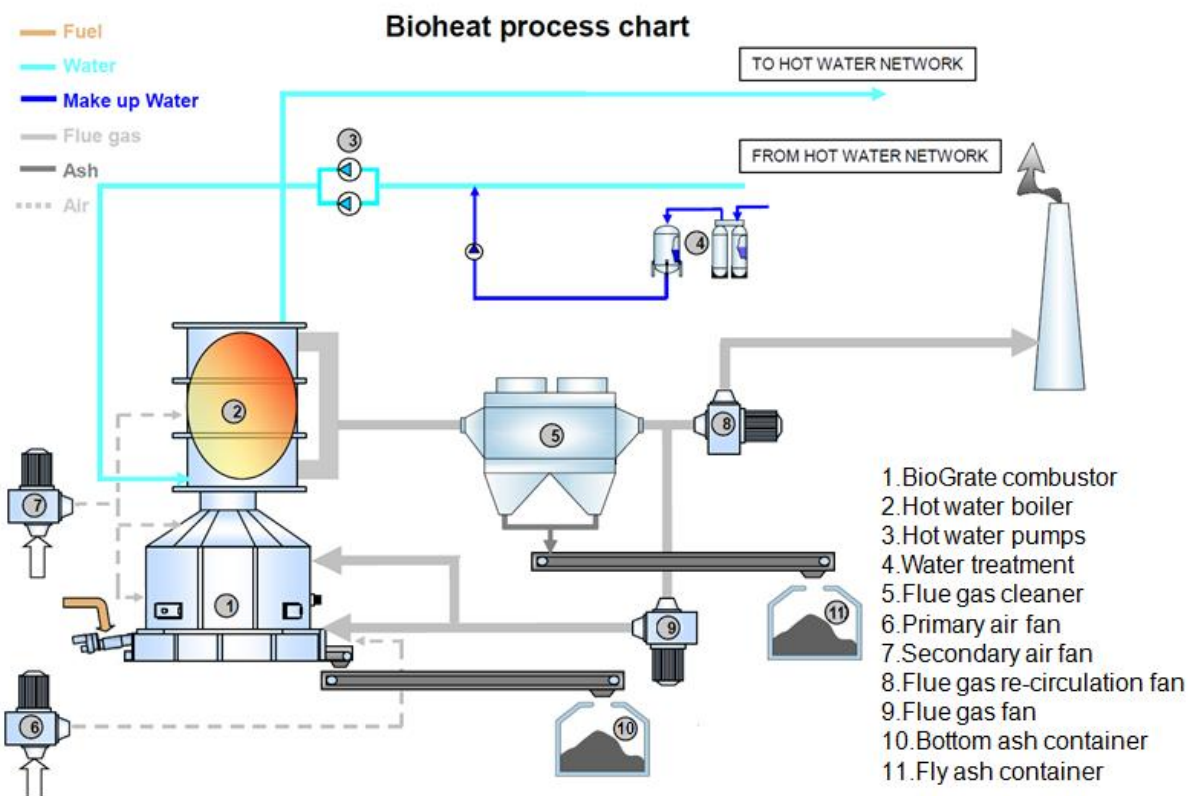 Bioheat process chart
Fuel
Water
Make up Water
Flue gas
Ash
Air
TO HOT WATER NETWORK
FROM HOT WATER NETWORK
3
4
2
5
8
7
1
11
9
6
10
1.BioGrate combustor
2.Hot water boiler
3.Hot water pumps
4.Water treatment
5.Flue gas cleaner
6.Primary air fan
7.Secondary air fan
8.Flue gas re-circulation fan
9.Flue gas fan
10.Bottom ash container
11.Fly ash container